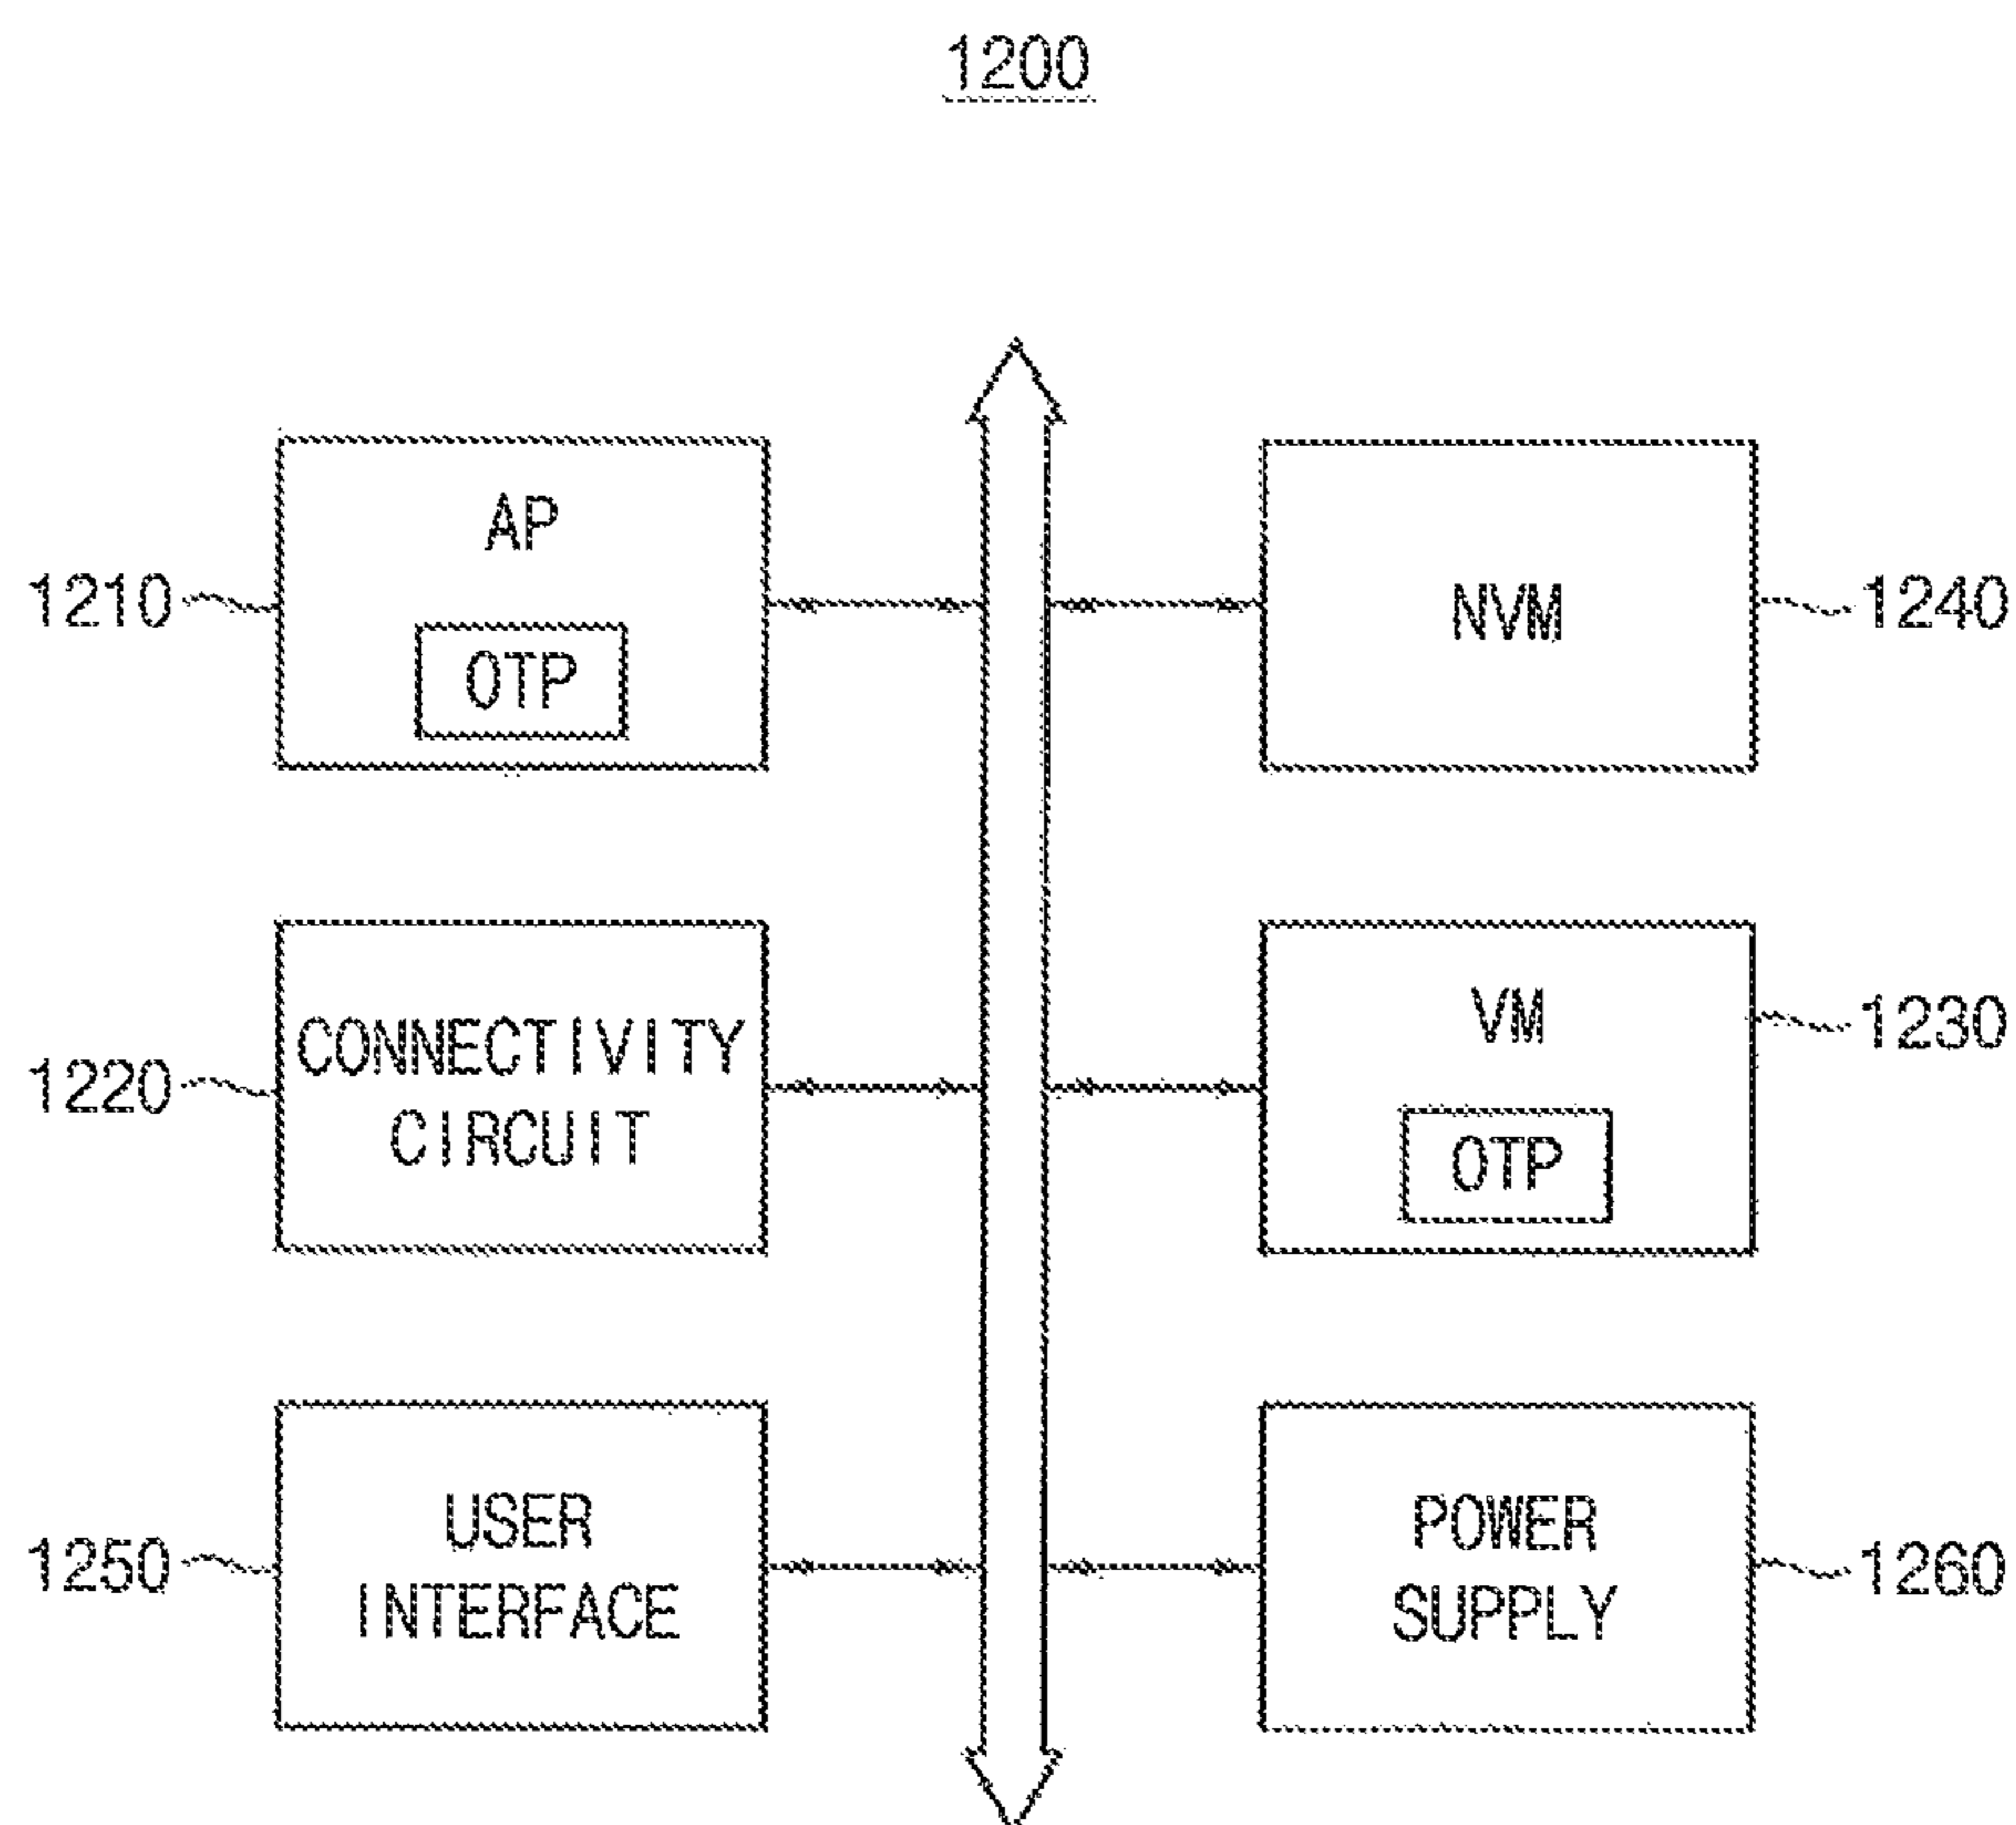 1200
AP
1210
OTP
NVM
1240
CONNECTIVITY
CIRCUIT
1220
VM
1230
OTP
USER
INTERFACE
1250
POWER
SUPPLY
1260